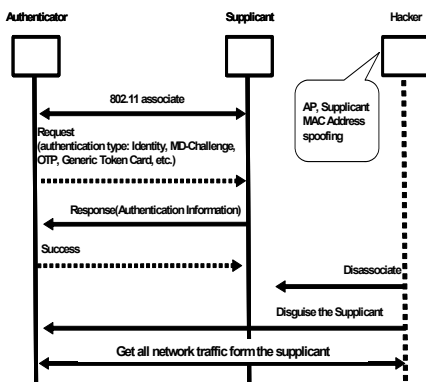 Authenticator
Supplicant
Hacker
802.11 associate
AP, Supplicant
MAC Address
spoofing
Request
(authentication type: Identity, MD-Challenge,
OTP, Generic Token Card, etc.)
Response(Authentication Information)
Success
Disassociate
Disguise the Supplicant
Get all network traffic form the supplicant